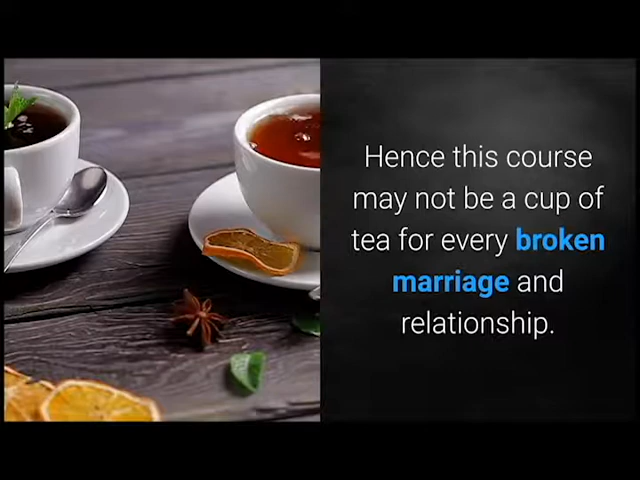 Hence this course
may not be a cup of
tea for every broken
marriage and
relationship.